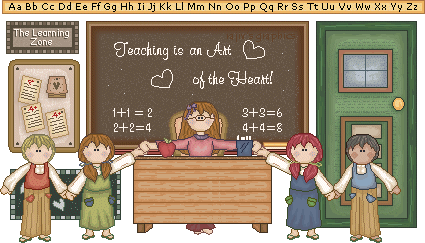 Aa Bb Cc Dd Ee Ff Gg Hh Ii Jj Kk Ll Mm Nn Oo Pp Qq Rr Ss Tt Uu Vv Ww Xx Yy Zz
The Learning
Zone
Teaching is an Art
of the Heart!
1+1 = 2
3+3=6
2+2=4
4+4=8